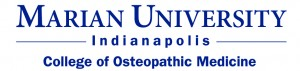 MARIAN UNIVERSITY
Indianapolis
College of Osteopathic Medicine